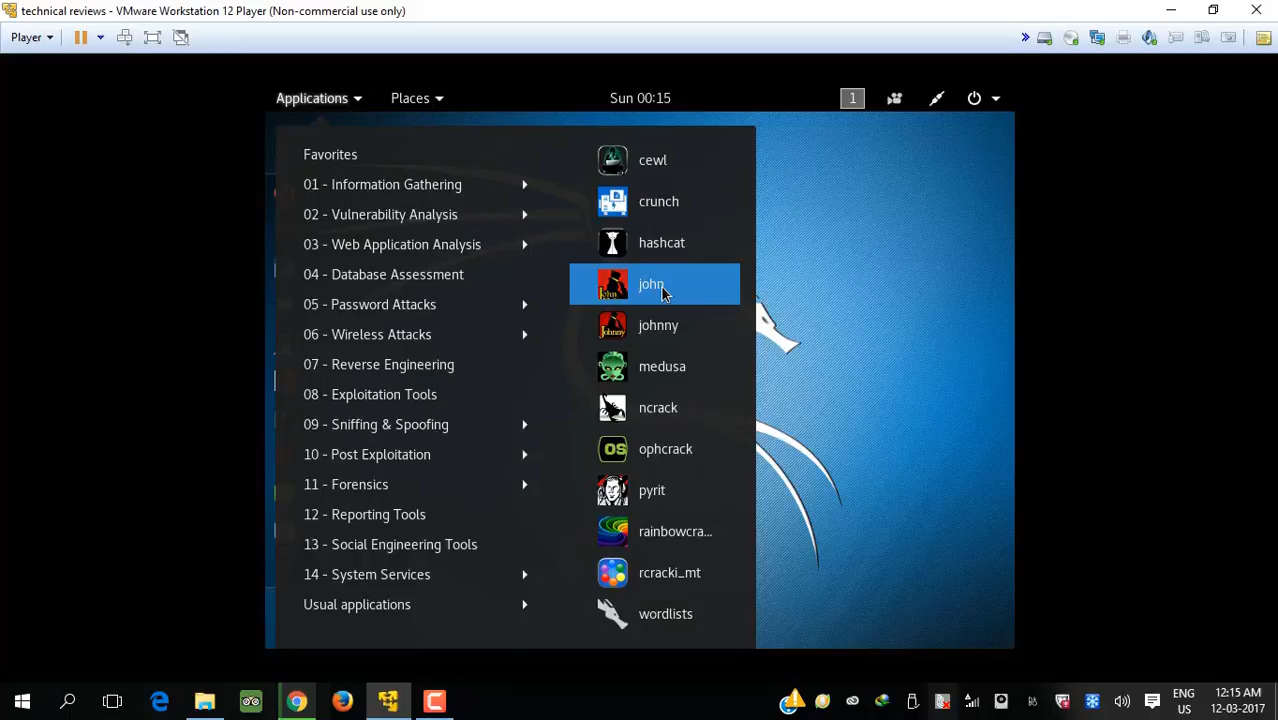 technical reviews - VMware Workstation 12 Player (Non-commercial use only)
Player
Applications Places Sun 00:15 1
Favorites
01 - Information Gathering
02 - Vulnerability Analysis
03 - Web Application Analysis
04 - Database Assessment
05 - Password Attacks
06 - Wireless Attacks
07 - Reverse Engineering
08 - Exploitation Tools
09 - Sniffing & Spoofing
10 - Post Exploitation
11 - Forensics
12 - Reporting Tools
13 - Social Engineering Tools
14 - System Services
Usual applications
cewl
crunch
hashcat
john
johnny
medusa
ncrack
OS ophcrack
pyrit
rainbowcra...
rcracki_mt
wordlists
ENG 12:15 AM
US 12-03-2017